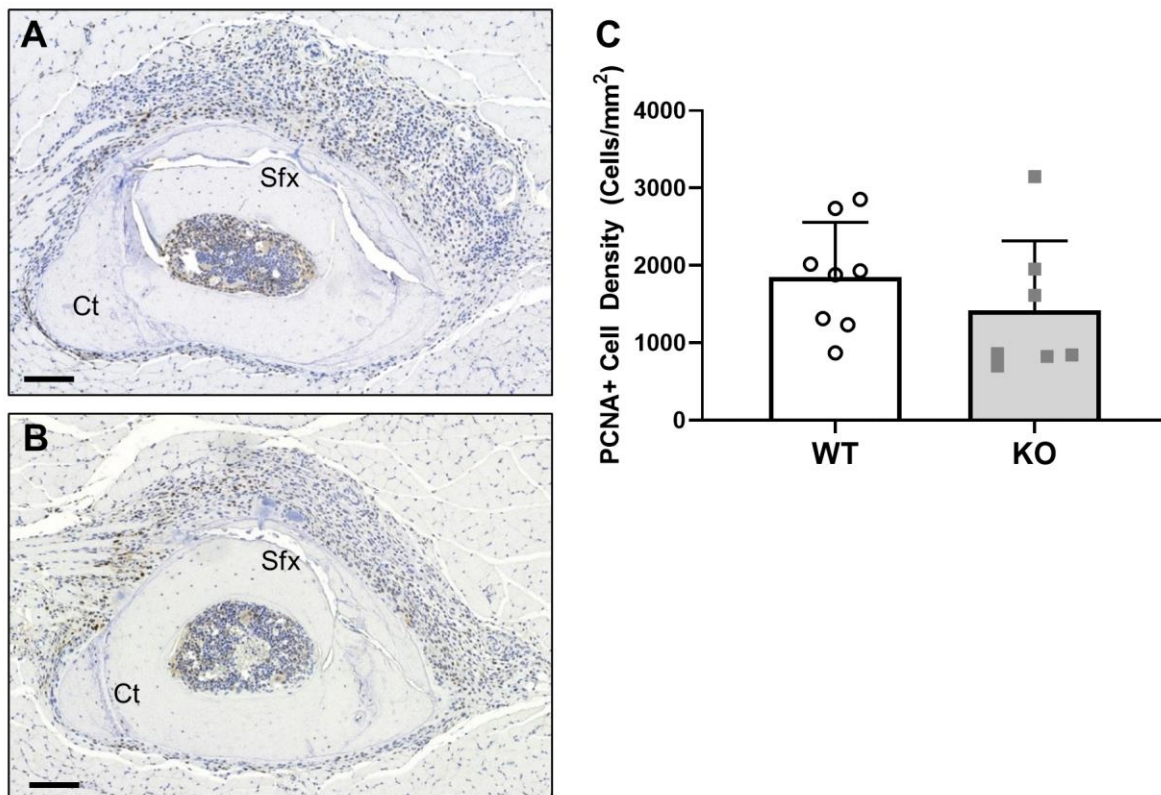 A
Sfx
Ct
B
Sfx
Ct
C
PCNA+ Cell Density (Cells/mm²)
4000
3000
2000
1000
0
WT
KO